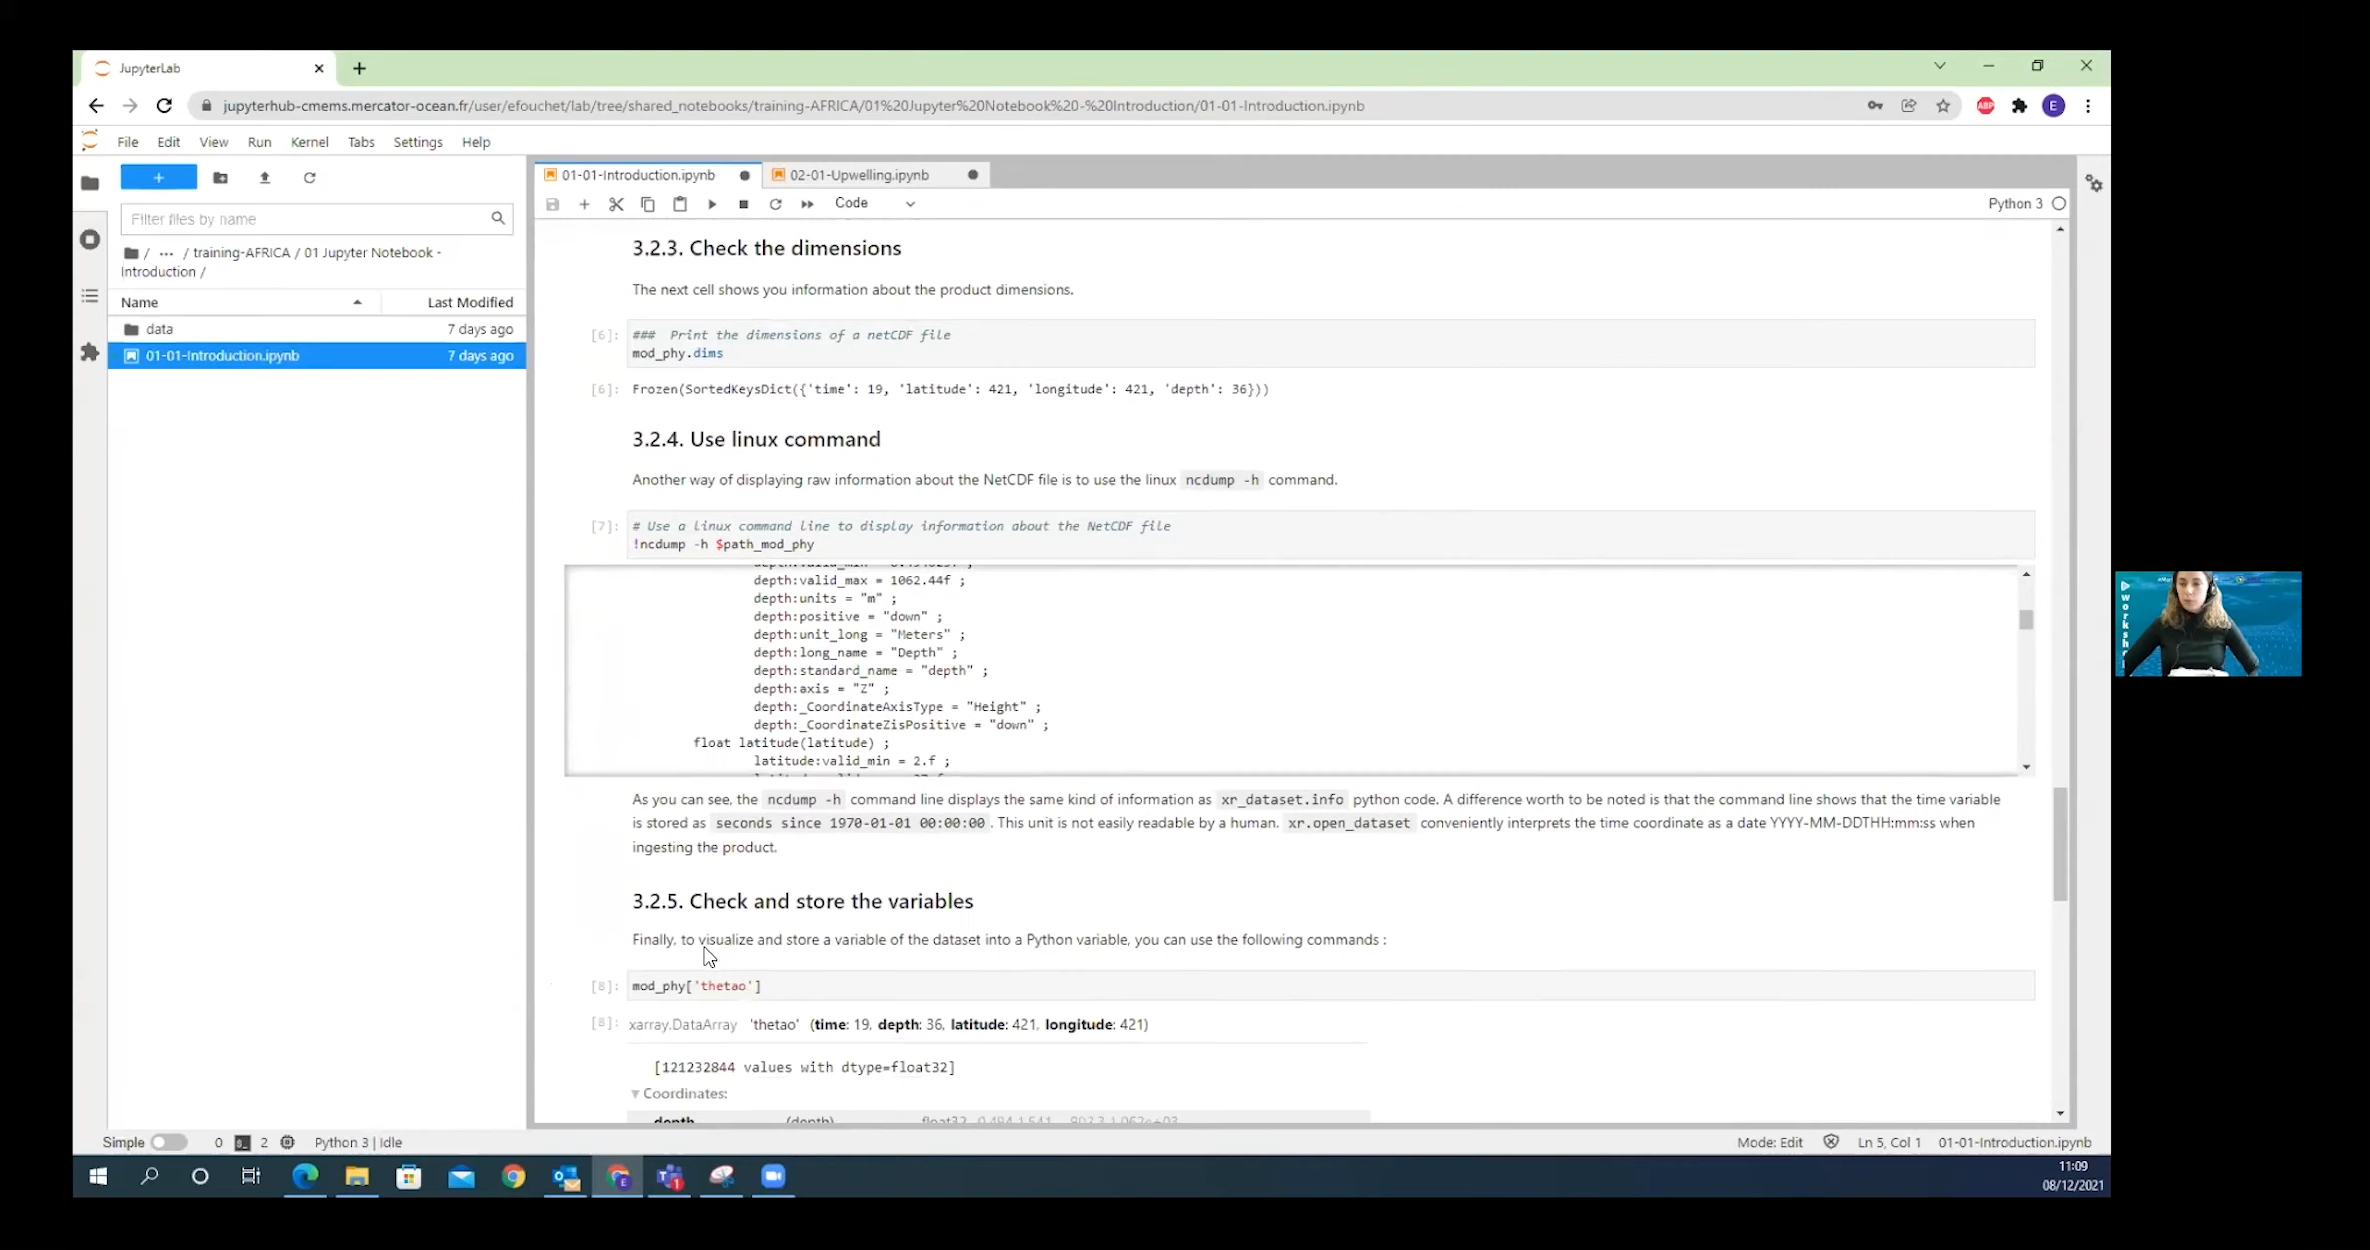 JupyterLab
jupyterhub-cmems.mercator-ocean.fr/user/efouchet/lab/tree/shared_notebooks/training-AFRICA/01%20Jupyter%20Notebook%20-%20Introduction/01-01-Introduction.ipynb
ABP
E
File Edit View Run Kernel Tabs Settings Help
Filter files by name
/ ··· / training-AFRICA / 01 Jupyter Notebook -
Introduction /
Name Last Modified
data 7 days ago
01-01-Introduction.ipynb 7 days ago
01-01-Introduction.ipynb 02-01-Upwelling.ipynb
Code Python 3
3.2.3. Check the dimensions
The next cell shows you information about the product dimensions.
[6]: ### Print the dimensions of a netCDF file
mod_phy.dims
[6]: Frozen(SortedKeysDict({'time': 19, 'latitude': 421, 'longitude': 421, 'depth': 36}))
3.2.4. Use linux command
Another way of displaying raw information about the NetCDF file is to use the linux ncdump -h command.
[7]: # Use a linux command line to display information about the NetCDF file
!ncdump -h $path_mod_phy
depth:valid_max = 1062.44f ;
depth:units = "m" ;
depth:positive = "down" ;
depth:unit_long = "Meters" ;
depth:long_name = "Depth" ;
depth:standard_name = "depth" ;
depth:axis = "Z" ;
depth:_CoordinateAxisType = "Height" ;
depth:_CoordinateZisPositive = "down" ;
float latitude(latitude) ;
latitude:valid_min = 2.f ;
As you can see, the ncdump -h command line displays the same kind of information as xr_dataset.info python code. A difference worth to be noted is that the command line shows that the time variable
is stored as seconds since 1970-01-01 00:00:00 . This unit is not easily readable by a human. xr.open_dataset conveniently interprets the time coordinate as a date YYYY-MM-DDTHH:mm:ss when
ingesting the product.
3.2.5. Check and store the variables
Finally, to visualize and store a variable of the dataset into a Python variable, you can use the following commands :
[8]: mod_phy['thetao']
[8]: xarray.DataArray 'thetao' (time: 19, depth: 36, latitude: 421, longitude: 421)
[121232844 values with dtype=float32]
Coordinates:
depth (depth) float32
Simple 0 2 Python 3 | Idle Mode: Edit Ln 5, Col 1 01-01-Introduction.ipynb
11:09
08/12/2021